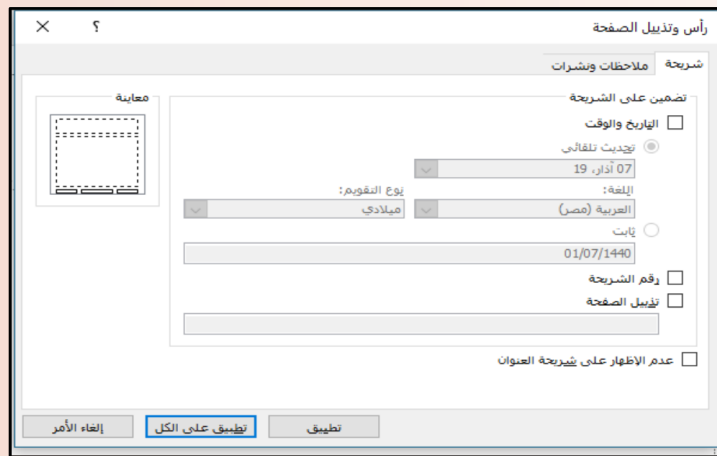 رأس وتذييل الصفحة ؟
شريحة ملاحظات ونشرات
تضمين على الشريحة
معاينة
التاريخ والوقت
تحديث تلقائي
07 آذار، 19
اللغة: نوع التقويم:
العربية (مصر) ميلادي
ثابت
01/07/1440
رقم الشريحة
تذييل الصفحة
عدم الإظهار على شريحة العنوان
تطبيق تطبيق على الكل إلغاء الأمر